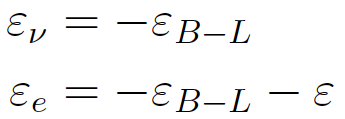 ε_ν = −ε_{B−L}
ε_e = −ε_{B−L} − ε